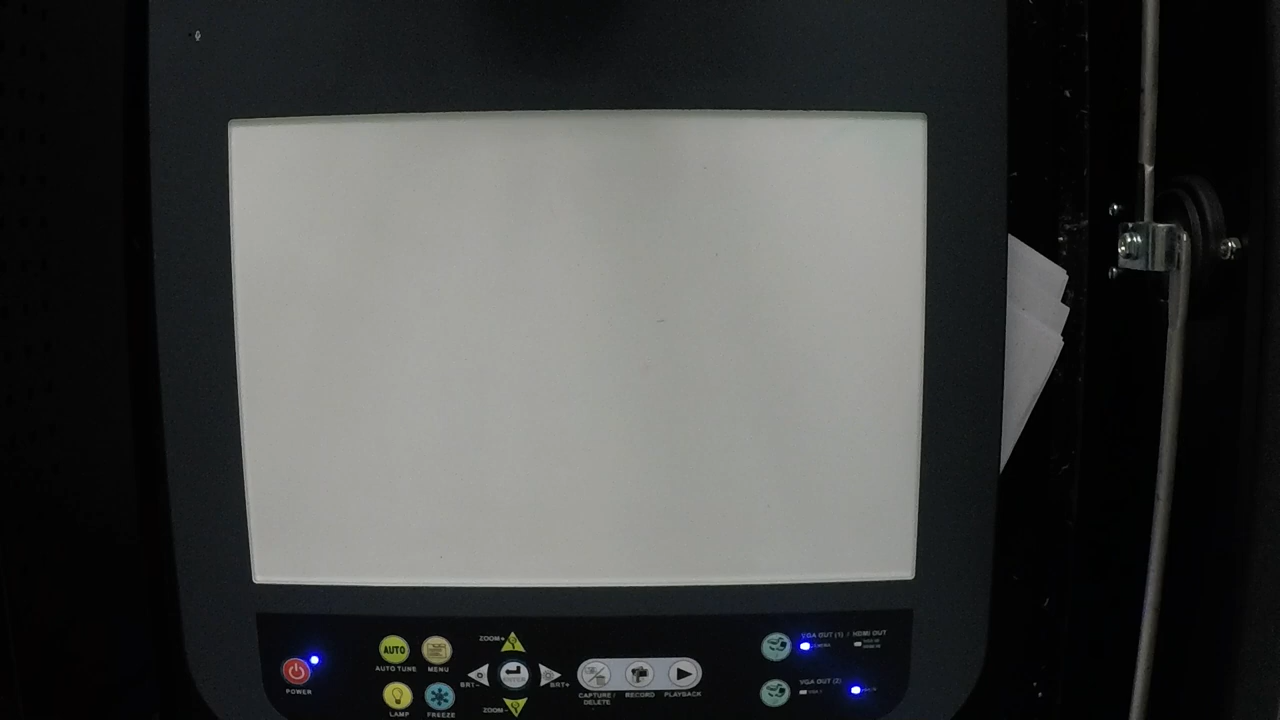 ZOOM+
VGA OUT (1) / HDMI OUT
AUTO
AUTO TUNE
MENU
ENTER
BRT-
BRT+
POWER
CAPTURE /
DELETE
RECORD
PLAYBACK
VGA OUT (2)
LAMP
FREEZE
ZOOM-